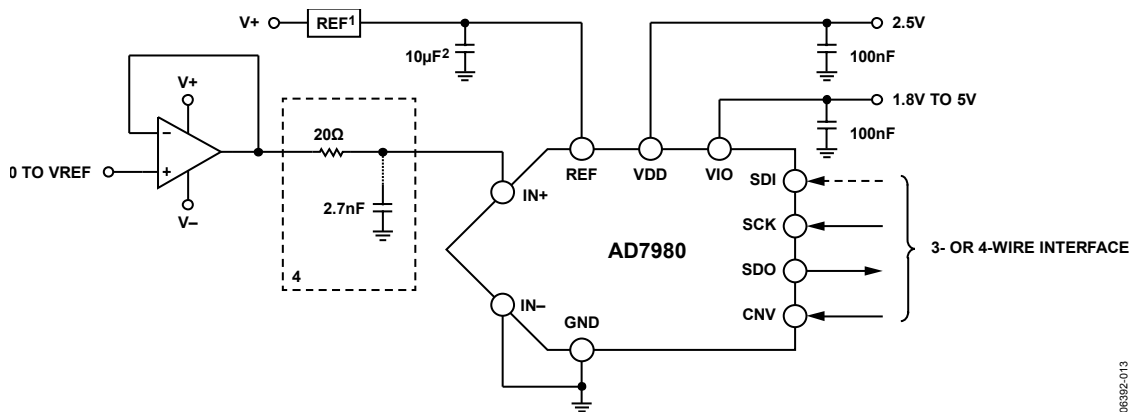 V+
REF1
10µF2
2.5V
100nF
1.8V TO 5V
100nF
V+
–
+
V–
0 TO VREF
20Ω
2.7nF
4
REF
VDD
VIO
IN+
IN–
GND
AD7980
SDI
SCK
SDO
CNV
3- OR 4-WIRE INTERFACE
06392-013